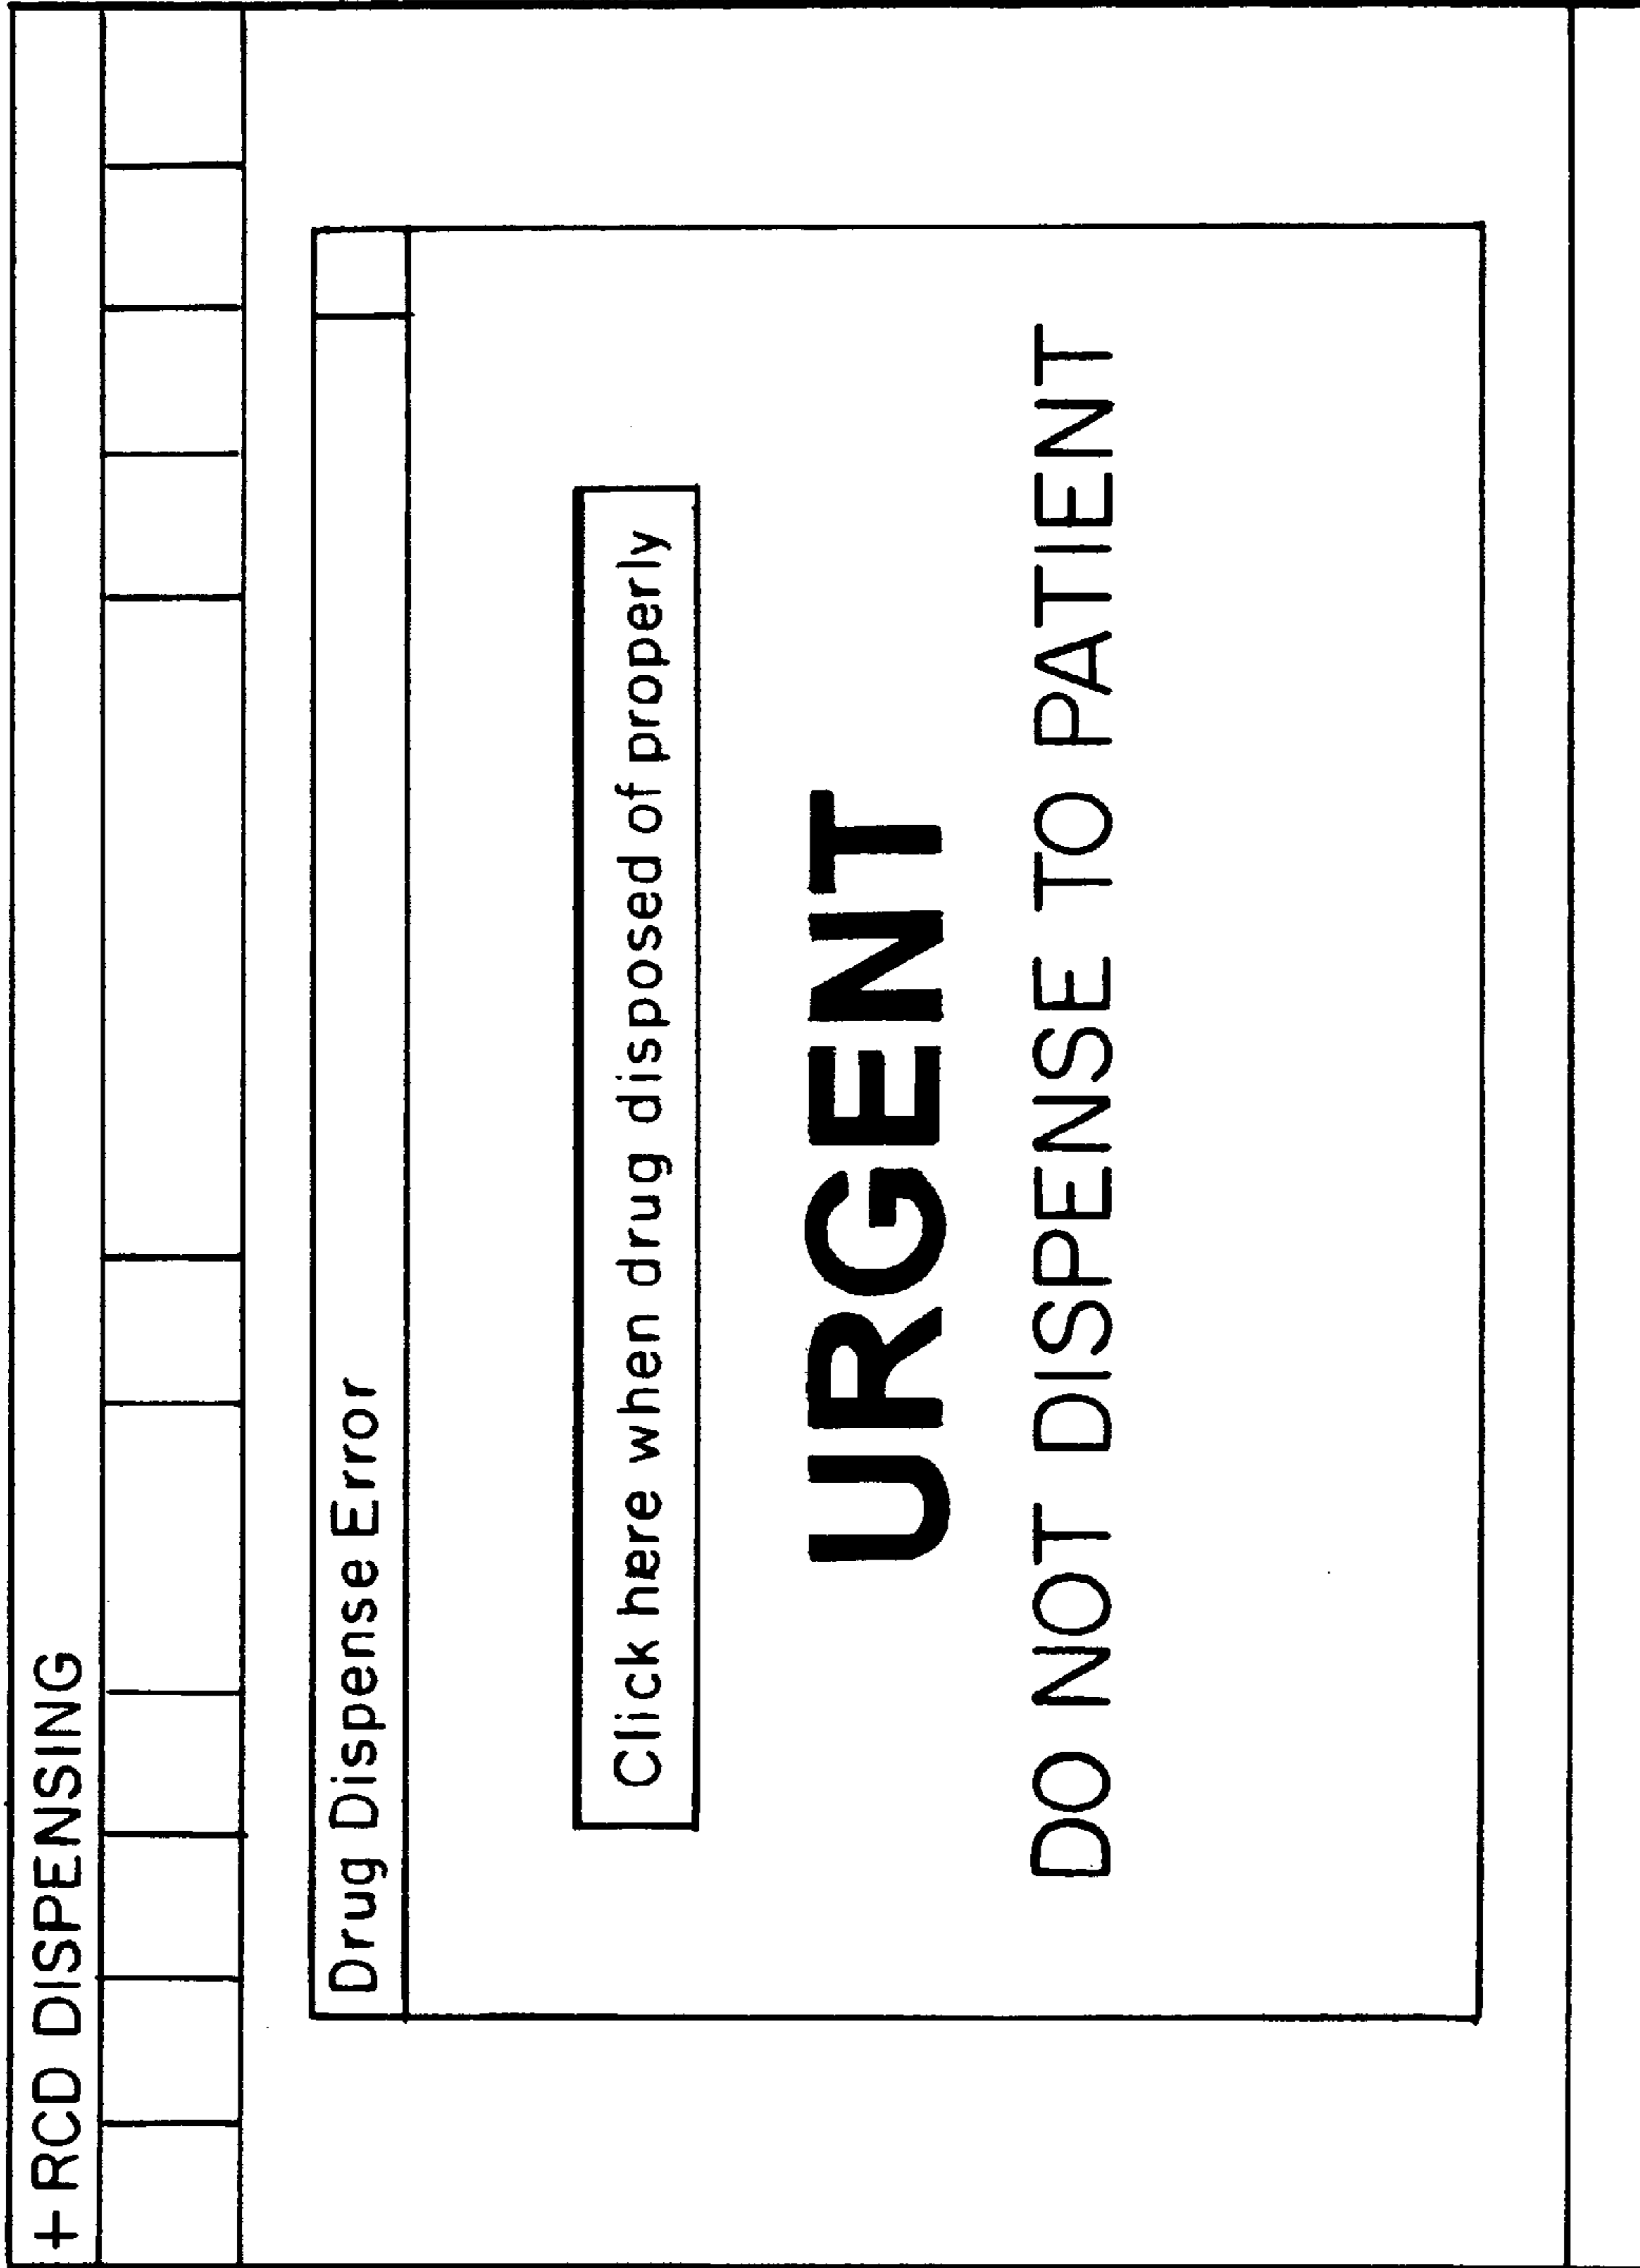 + RCD DISPENSING
Drug Dispense Error
Click here when drug disposed of properly
URGENT
DO NOT DISPENSE TO PATIENT